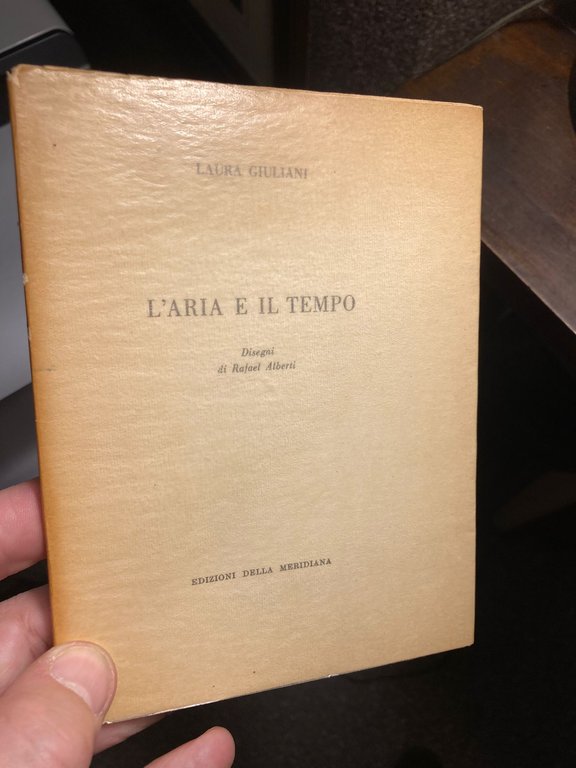 LAURA GIULIANI
L'ARIA E IL TEMPO
Disegni
di Rafael Alberti
EDIZIONI DELLA MERIDIANA